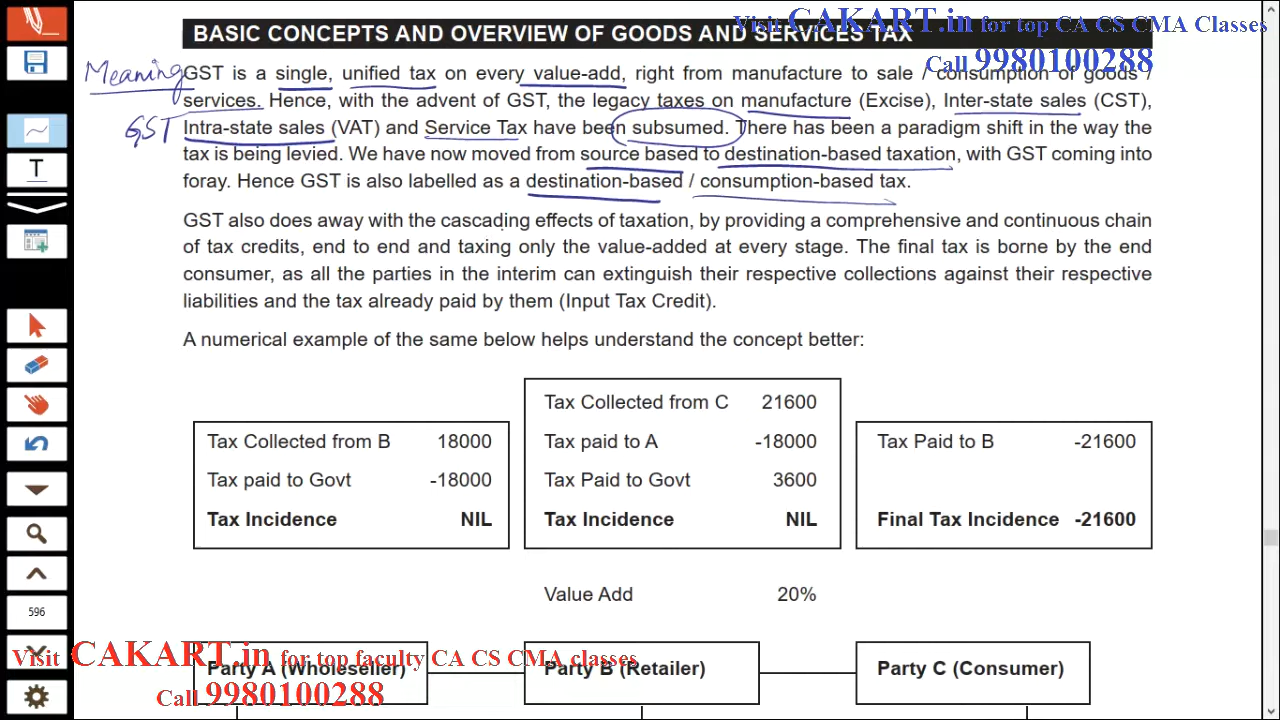 BASIC CONCEPTS AND OVERVIEW OF GOODS AND SERVICES TAX
Visit CAKART.in for top CA CS CMA Classes
Call 9980100288
Meaning
GST is a single, unified tax on every value-add, right from manufacture to sale / consumption of goods /
services. Hence, with the advent of GST, the legacy taxes on manufacture (Excise), Inter-state sales (CST),
GST
Intra-state sales (VAT) and Service Tax have been subsumed. There has been a paradigm shift in the way the
tax is being levied. We have now moved from source based to destination-based taxation, with GST coming into
foray. Hence GST is also labelled as a destination-based / consumption-based tax.
GST also does away with the cascading effects of taxation, by providing a comprehensive and continuous chain
of tax credits, end to end and taxing only the value-added at every stage. The final tax is borne by the end
consumer, as all the parties in the interim can extinguish their respective collections against their respective
liabilities and the tax already paid by them (Input Tax Credit).
A numerical example of the same below helps understand the concept better:
Tax Collected from B 18000
Tax paid to Govt -18000
Tax Incidence NIL
Tax Collected from C 21600
Tax paid to A -18000
Tax Paid to Govt 3600
Tax Incidence NIL
Tax Paid to B -21600
Final Tax Incidence -21600
Value Add 20%
Party A (Wholeseller)
Party B (Retailer)
Party C (Consumer)
Visit CAKART.in for top faculty CA CS CMA classes
Call 9980100288
T
596